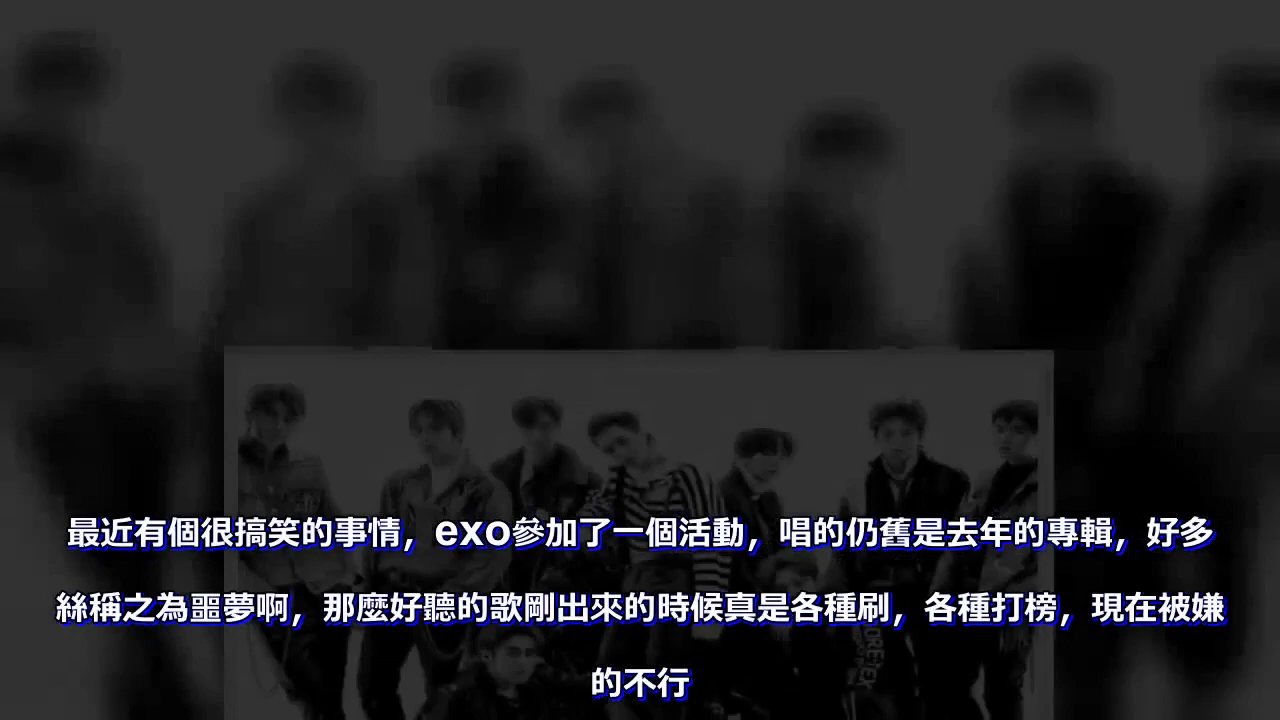 最近有個很搞笑的事情，exo參加了一個活動，唱的仍舊是去年的專輯，好多
絲稱之為噩夢啊，那麼好聽的歌剛出來的時候真是各種刷，各種打榜，現在被嫌
的不行